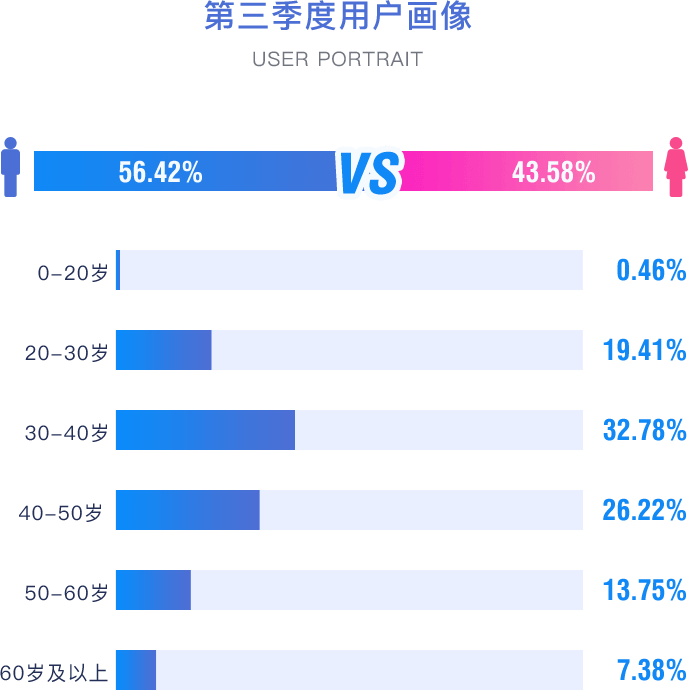 第三季度用户画像
USER PORTRAIT
56.42% VS 43.58%
0-20岁 0.46%
20-30岁 19.41%
30-40岁 32.78%
40-50岁 26.22%
50-60岁 13.75%
60岁及以上 7.38%